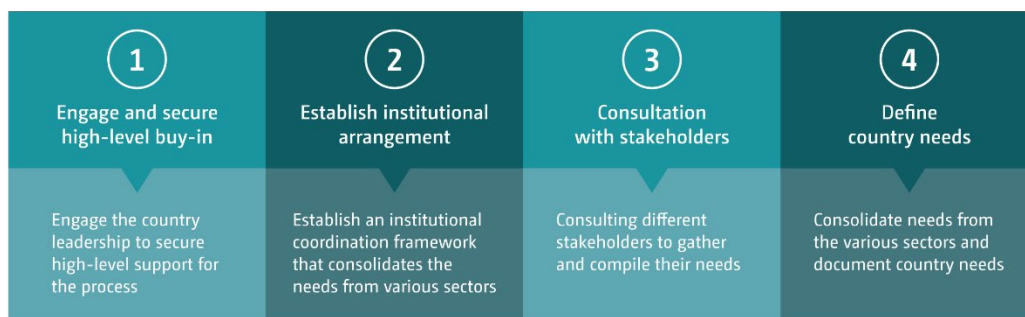 1
Engage and secure
high-level buy-in
Engage the country
leadership to secure
high-level support for
the process
2
Establish institutional
arrangement
Establish an institutional
coordination framework
that consolidates the
needs from various sectors
3
Consultation
with stakeholders
Consulting different
stakeholders to gather
and compile their needs
4
Define
country needs
Consolidate needs from
the various sectors and
document country needs